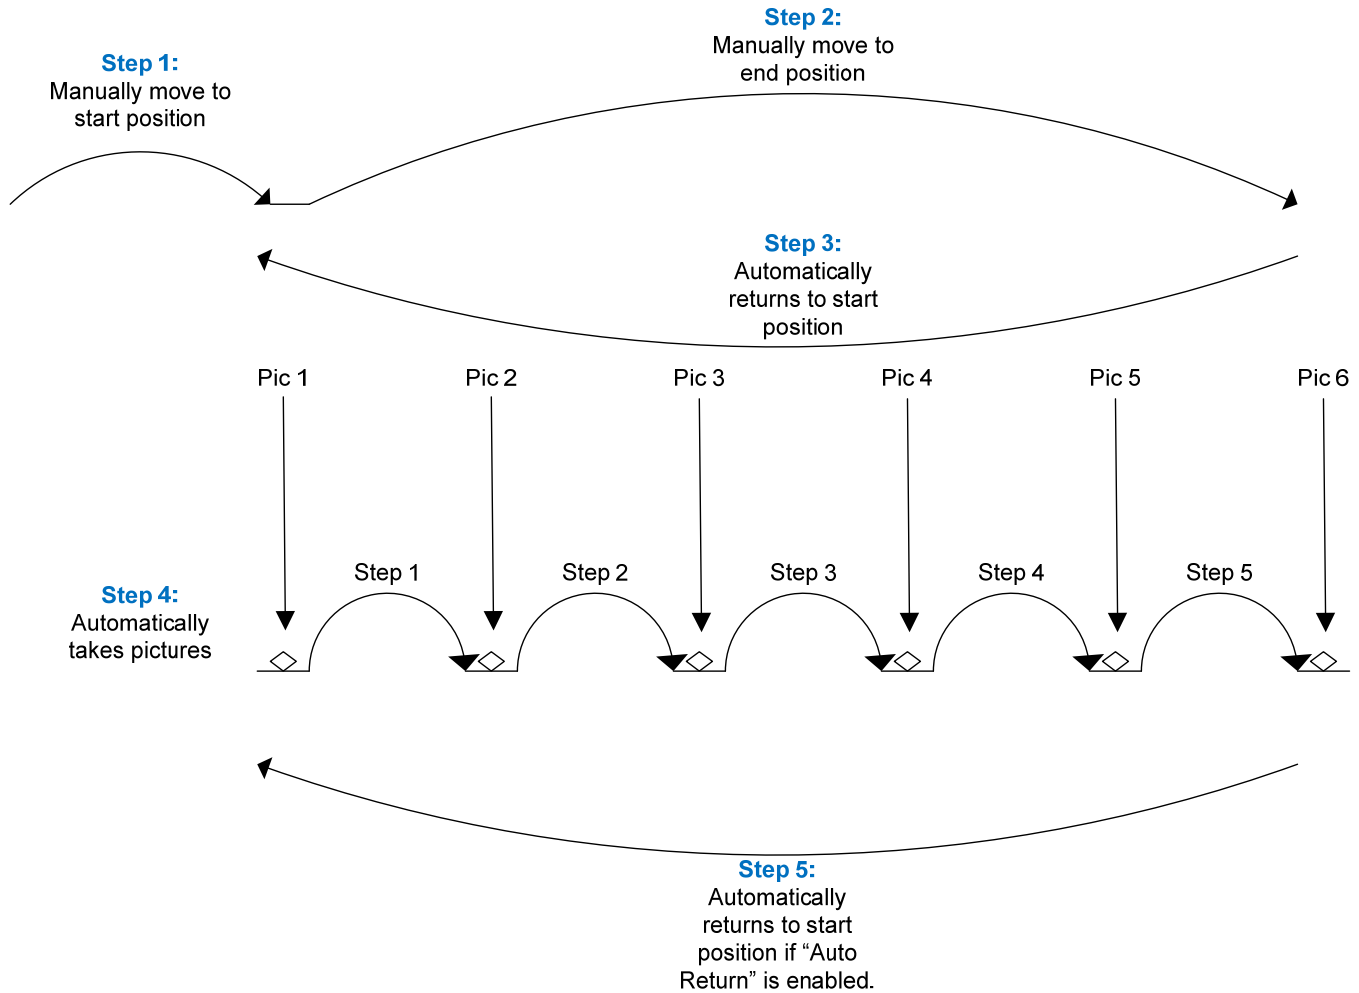 Step 1:
Manually move to
start position
Step 2:
Manually move to
end position
Step 3:
Automatically
returns to start
position
Pic 1
Pic 2
Pic 3
Pic 4
Pic 5
Pic 6
Step 4:
Automatically
takes pictures
Step 1
Step 2
Step 3
Step 4
Step 5
Step 5:
Automatically
returns to start
position if “Auto
Return” is enabled.